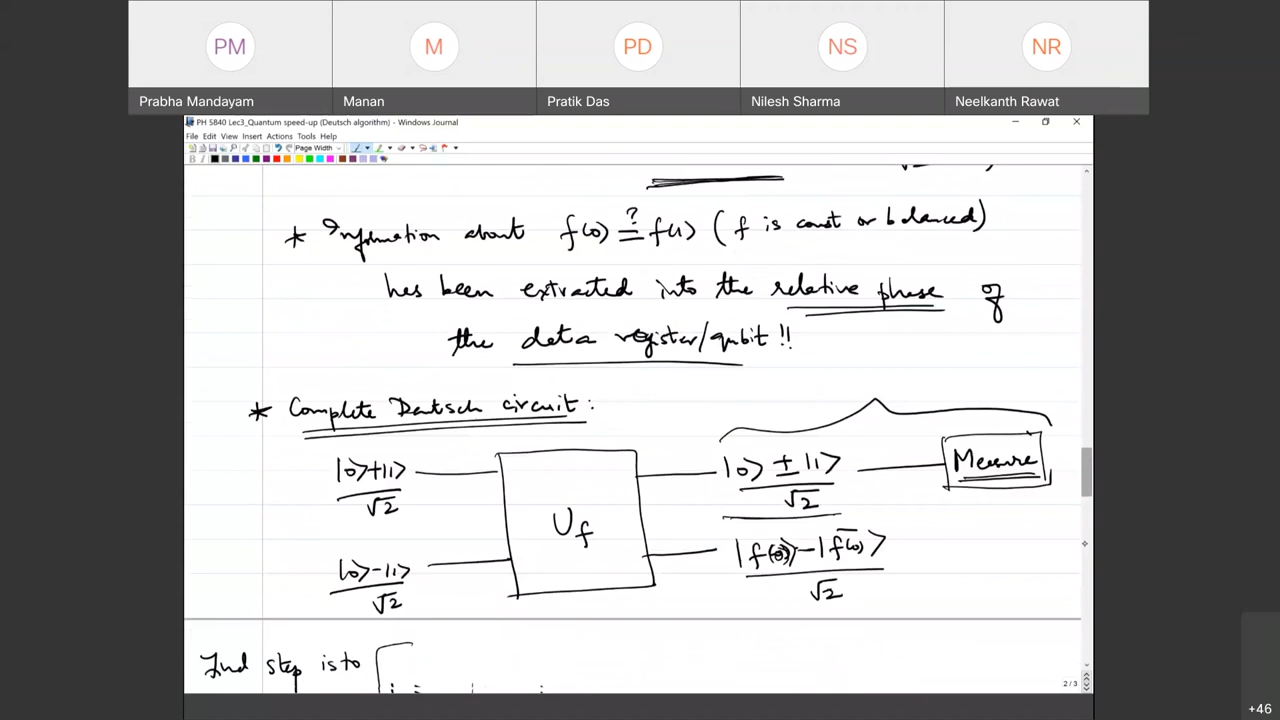 PM M PD NS NR
Prabha Mandayam Manan Pratik Das Nilesh Sharma Neelkanth Rawat
PH 5840 Lec3_Quantum speed-up (Deutsch algorithm) - Windows Journal
File Edit View Insert Actions Tools Help
Page Width
B I
* Information about f(0) ?= f(1) ( f is const or balanced)
has been extracted into the relative phase of
the data register/qubit !!
* Complete Deutsch circuit :
|0>+|1> / √2 U_f |0> ± |1> / √2 Measure
|0>-|1> / √2 |f(0)> - |f̅(0)> / √2
Final step is to
2 / 3
+46